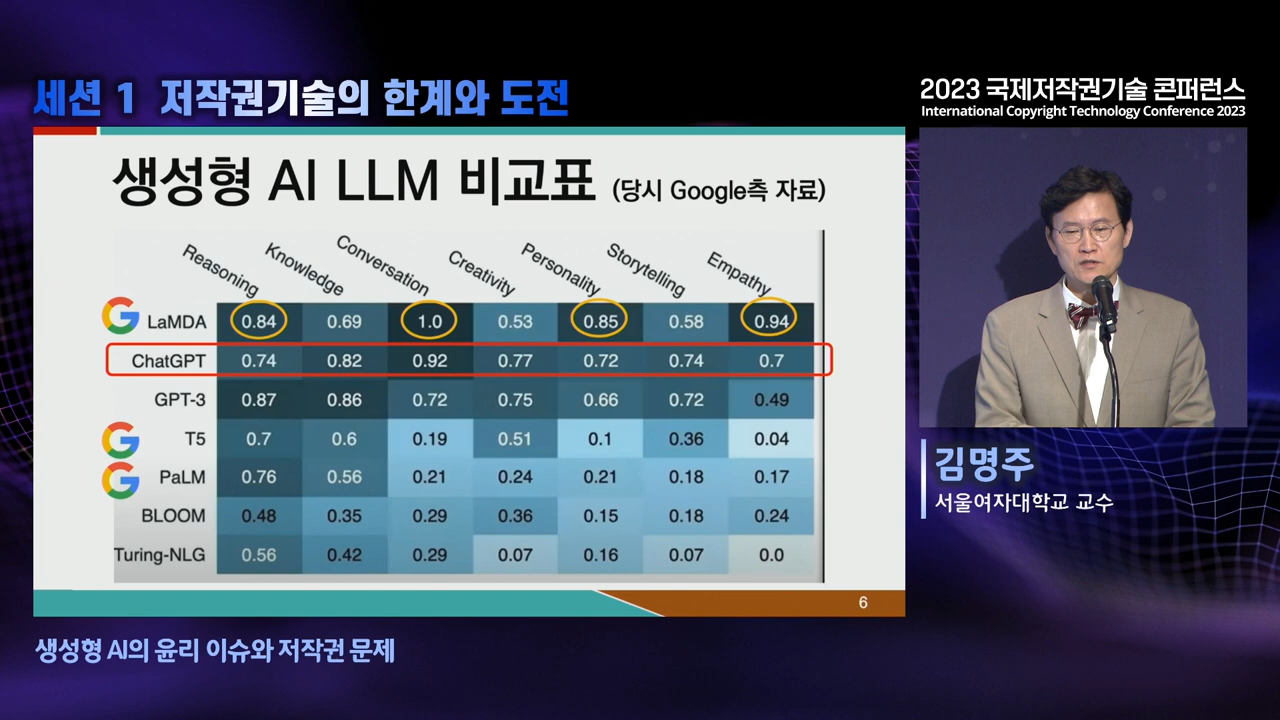 세션 1 저작권기술의 한계와 도전
2023 국제저작권기술 콘퍼런스
International Copyright Technology Conference 2023
생성형 AI LLM 비교표 (당시 Google측 자료)
Reasoning Knowledge Conversation Creativity Personality Storytelling Empathy
LaMDA 0.84 0.69 1.0 0.53 0.85 0.58 0.94
ChatGPT 0.74 0.82 0.92 0.77 0.72 0.74 0.7
GPT-3 0.87 0.86 0.72 0.75 0.66 0.72 0.49
T5 0.7 0.6 0.19 0.51 0.1 0.36 0.04
PaLM 0.76 0.56 0.21 0.24 0.21 0.18 0.17
BLOOM 0.48 0.35 0.29 0.36 0.15 0.18 0.24
Turing-NLG 0.56 0.42 0.29 0.07 0.16 0.07 0.0
6
김명주
서울여자대학교 교수
생성형 AI의 윤리 이슈와 저작권 문제